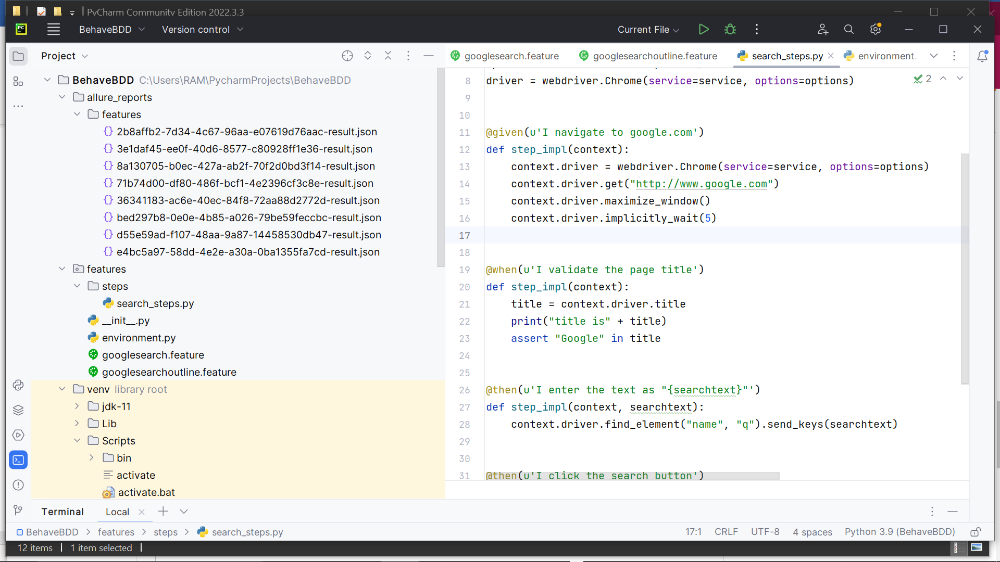 PyCharm Community Edition 2022.3.3
PC
BehaveBDD
Version control
Current File
Project
googlesearch.feature
googlesearchoutline.feature
search_steps.py
environment.
BehaveBDD C:\Users\RAM\PycharmProjects\BehaveBDD
allure_reports
features
2b8affb2-7d34-4c67-96aa-e07619d76aac-result.json
3e1daf45-ee0f-40d6-8577-c80928ff1e36-result.json
8a130705-b0ec-427a-ab2f-70f2d0bd3f14-result.json
71b74d00-df80-486f-bcf1-4e2396cf3c8e-result.json
36341183-ac6e-40ec-84f8-72aa88d2772d-result.json
bed297b8-0e0e-4b85-a026-79be59feccbc-result.json
d55e59ad-f107-48aa-9a87-14458530db47-result.json
e4bc5a97-58dd-4e2e-a30a-0ba1355fa7cd-result.json
features
steps
search_steps.py
__init__.py
environment.py
googlesearch.feature
googlesearchoutline.feature
venv library root
jdk-11
Lib
Scripts
bin
activate
activate.bat
8 driver = webdriver.Chrome(service=service, options=options)
2
9
10
11 @given(u'I navigate to google.com')
12 def step_impl(context):
13 context.driver = webdriver.Chrome(service=service, options=options)
14 context.driver.get("http://www.google.com")
15 context.driver.maximize_window()
16 context.driver.implicitly_wait(5)
17
18
19 @when(u'I validate the page title')
20 def step_impl(context):
21 title = context.driver.title
22 print("title is" + title)
23 assert "Google" in title
24
25
26 @then(u'I enter the text as "{searchtext}"')
27 def step_impl(context, searchtext):
28 context.driver.find_element("name", "q").send_keys(searchtext)
29
30
31 @then(u'I click the search button')
Terminal
Local
BehaveBDD > features > steps > search_steps.py
17:1 CRLF UTF-8 4 spaces Python 3.9 (BehaveBDD)
12 items
1 item selected